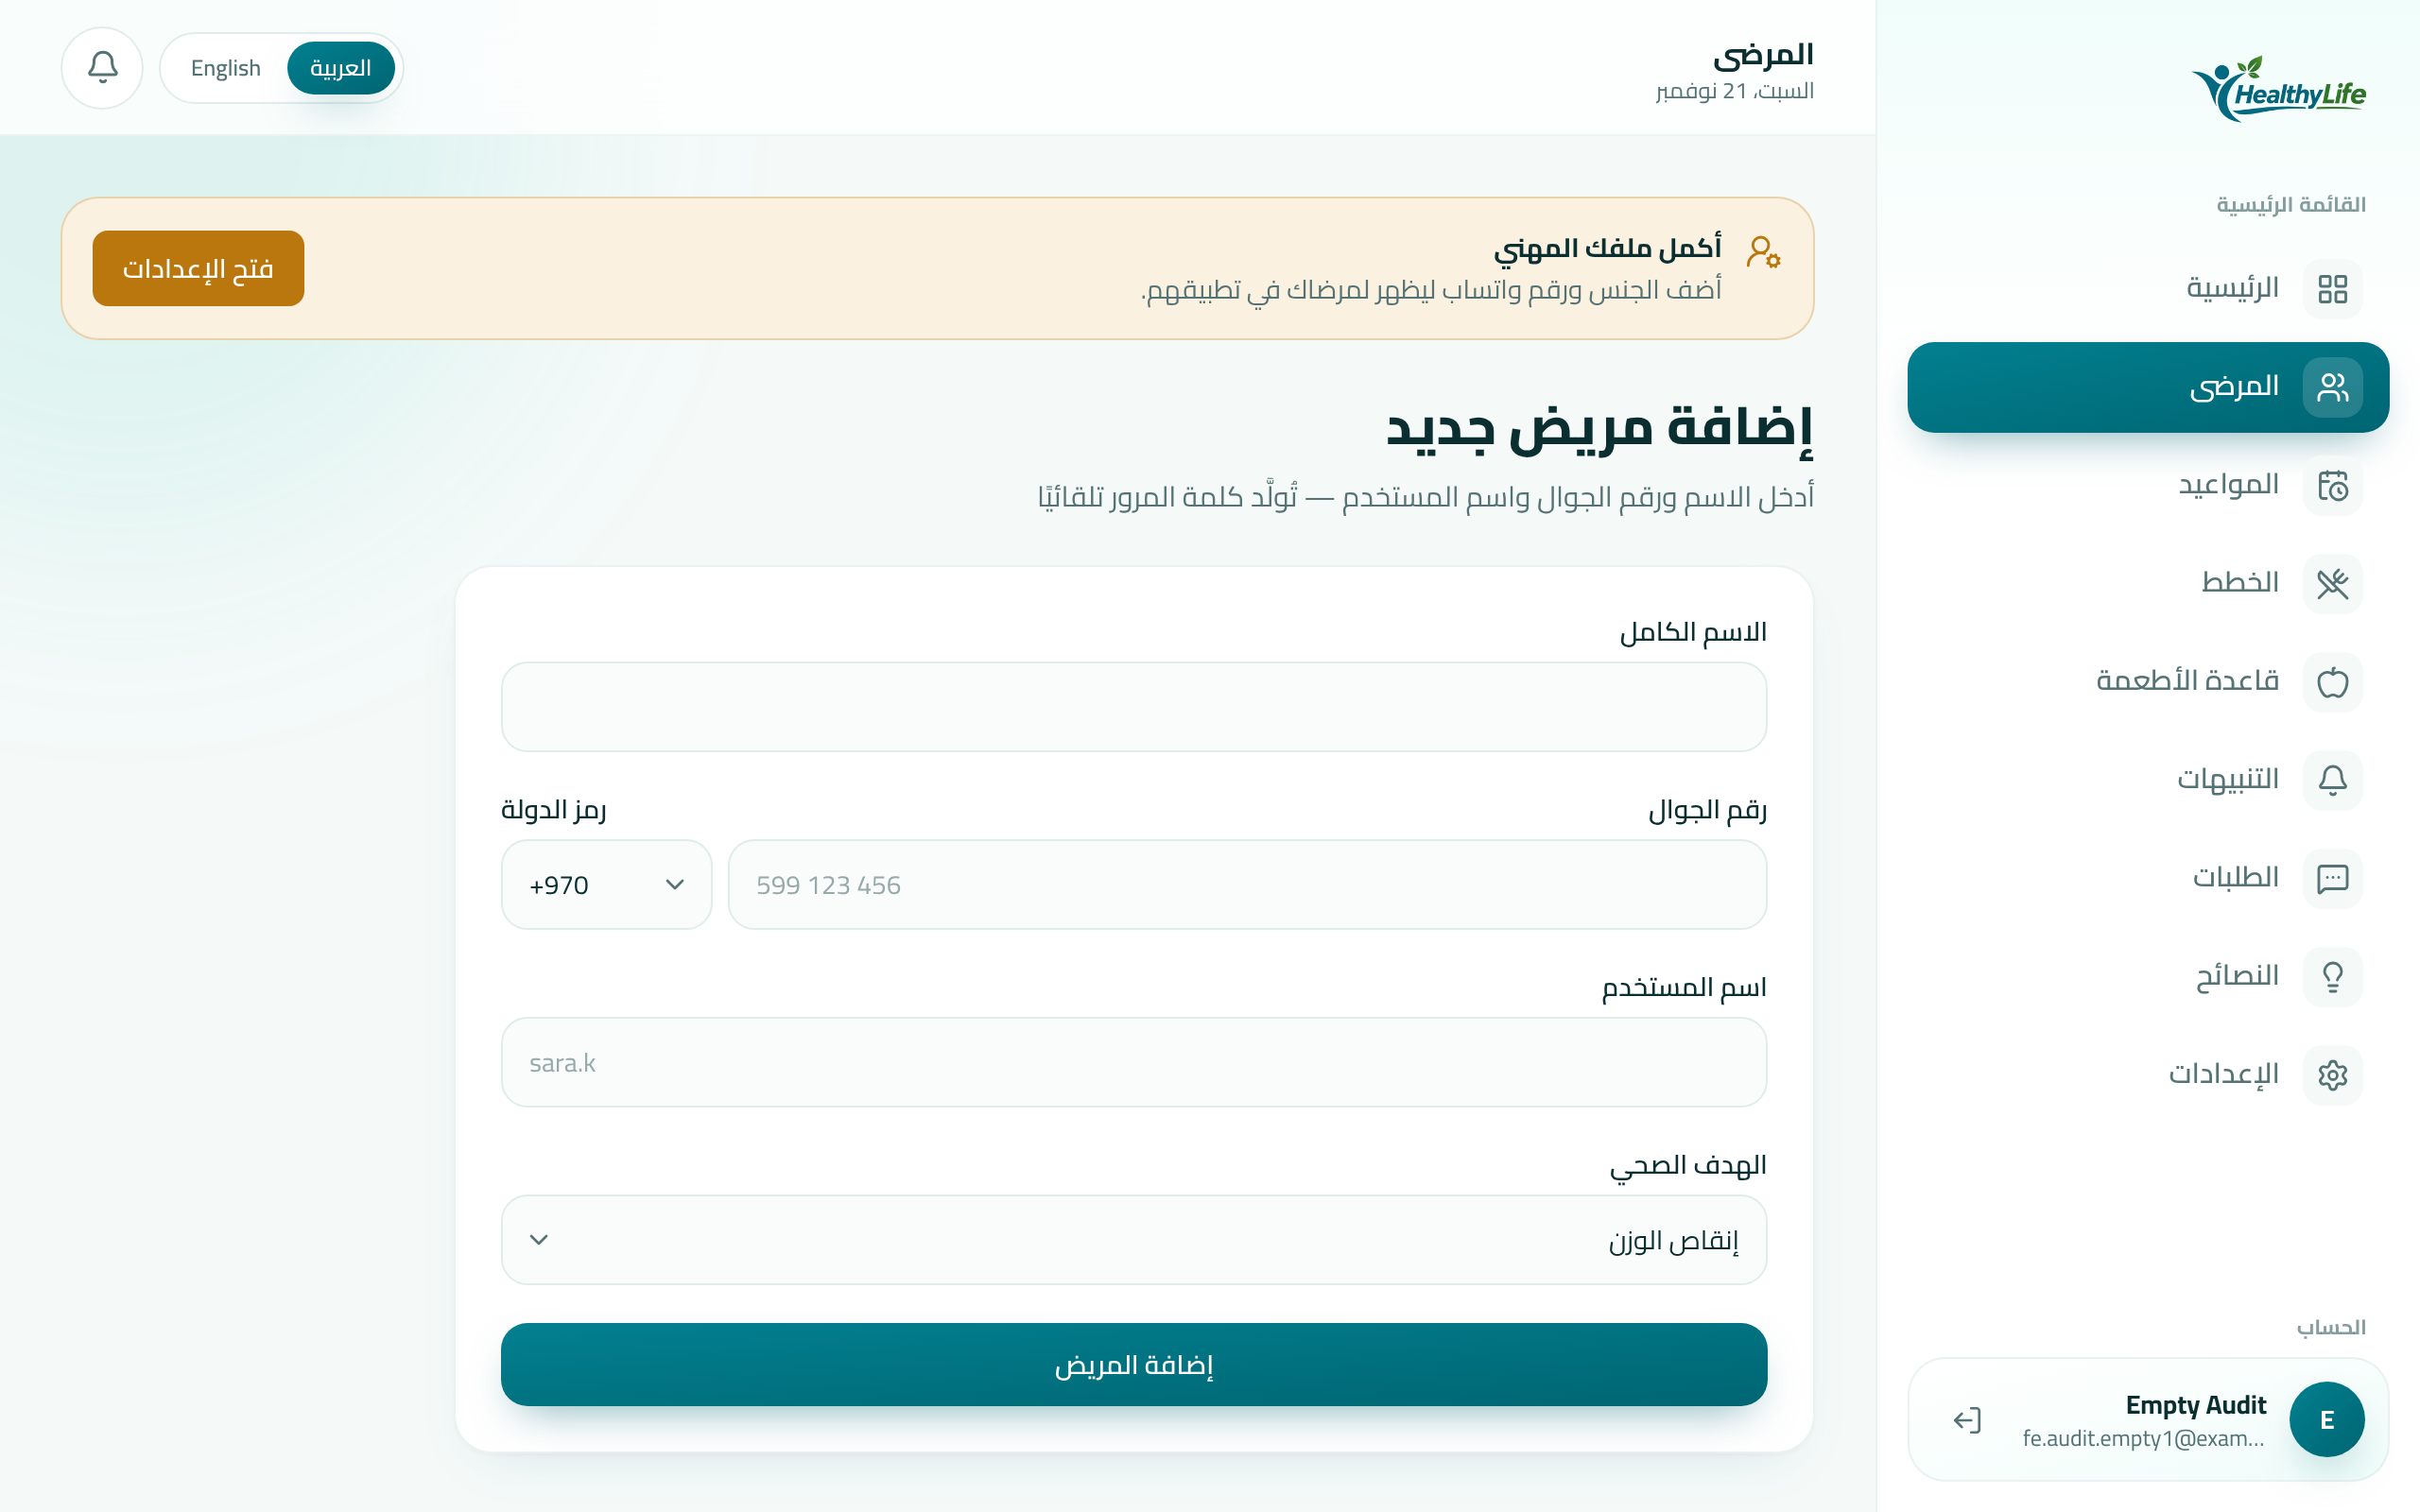 HealthyLife
القائمة الرئيسية
الرئيسية
المرضى
المواعيد
الخطط
قاعدة الأطعمة
التنبيهات
الطلبات
النصائح
الإعدادات
الحساب
E
Empty Audit
fe.audit.empty1@exam...
المرضى
السبت، 21 نوفمبر
العربية
English
أكمل ملفك المهني
أضف الجنس ورقم واتساب ليظهر لمرضاك في تطبيقهم.
فتح الإعدادات
إضافة مريض جديد
أدخل الاسم ورقم الجوال واسم المستخدم — تُولَّد كلمة المرور تلقائيًا
الاسم الكامل
رقم الجوال
599 123 456
رمز الدولة
+970
اسم المستخدم
sara.k
الهدف الصحي
إنقاص الوزن
إضافة المريض